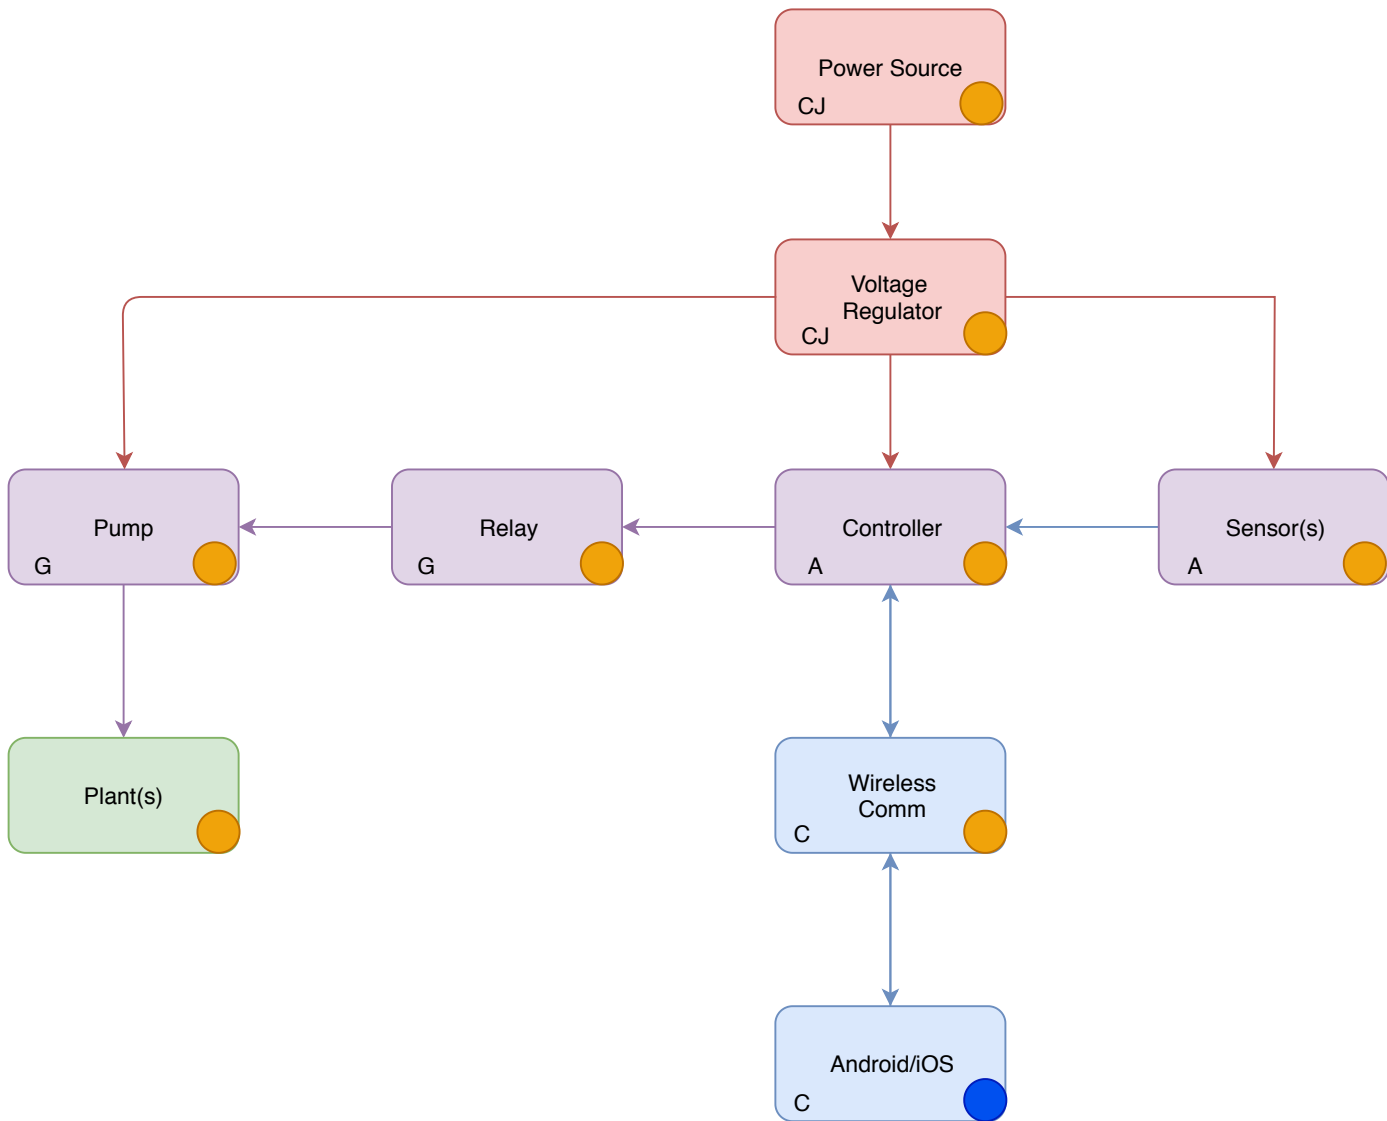 Power Source
CJ
Voltage
Regulator
CJ
Pump
G
Relay
G
Controller
A
Sensor(s)
A
Plant(s)
Wireless
Comm
C
Android/iOS
C